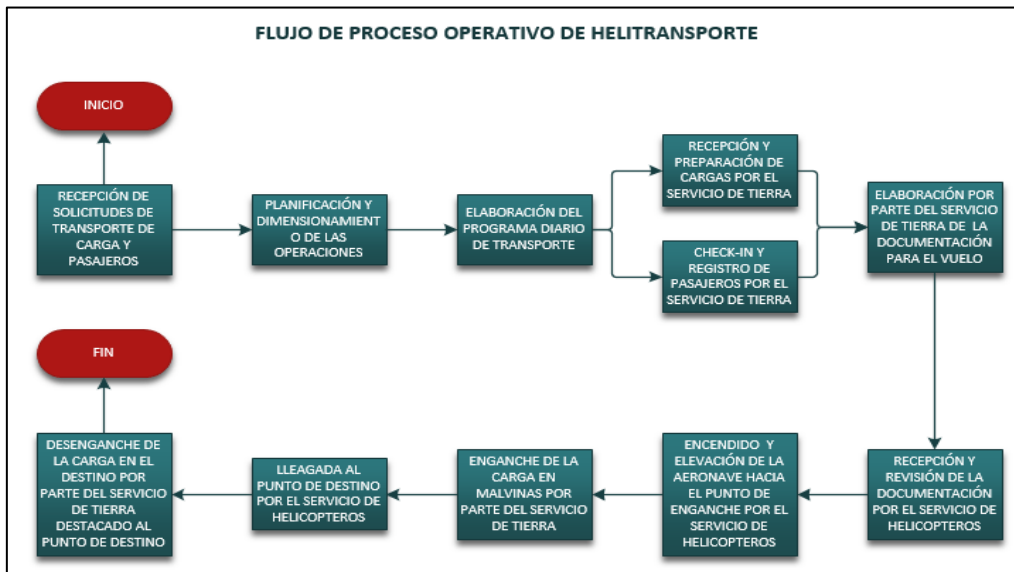 FLUJO DE PROCESO OPERATIVO DE HELITRANSPORTE
INICIO
RECEPCIÓN DE
SOLICITUDES DE
TRANSPORTE DE
CARGA Y
PASAJEROS
PLANIFICACIÓN Y
DIMENSIONAMIENT
O DE LAS
OPERACIONES
ELABORACIÓN DEL
PROGRAMA DIARIO
DE TRANSPORTE
RECEPCIÓN Y
PREPARACIÓN DE
CARGAS POR EL
SERVICIO DE TIERRA
CHECK-IN Y
REGISTRO DE
PASAJEROS POR EL
SERVICIO DE TIERRA
ELABORACIÓN POR
PARTE DEL SERVICIO
DE TIERRA DE LA
DOCUMENTACIÓN
PARA EL VUELO
RECEPCIÓN Y
REVISIÓN DE LA
DOCUMENTACIÓN
POR EL SERVICIO DE
HELICOPTEROS
ENCENDIDO Y
ELEVACIÓN DE LA
AERONAVE HACIA
EL PUNTO DE
ENGANCHE POR EL
SERVICIO DE
HELICOPTEROS
ENGANCHE DE LA
CARGA EN
MALVINAS POR
PARTE DEL SERVICIO
DE TIERRA
LLEAGADA AL
PUNTO DE DESTINO
POR EL SERVICIO DE
HELICOPTEROS
DESENGANCHE DE
LA CARGA EN EL
DESTINO POR
PARTE DEL SERVICIO
DE TIERRA
DESTACADO AL
PUNTO DE DESTINO
FIN